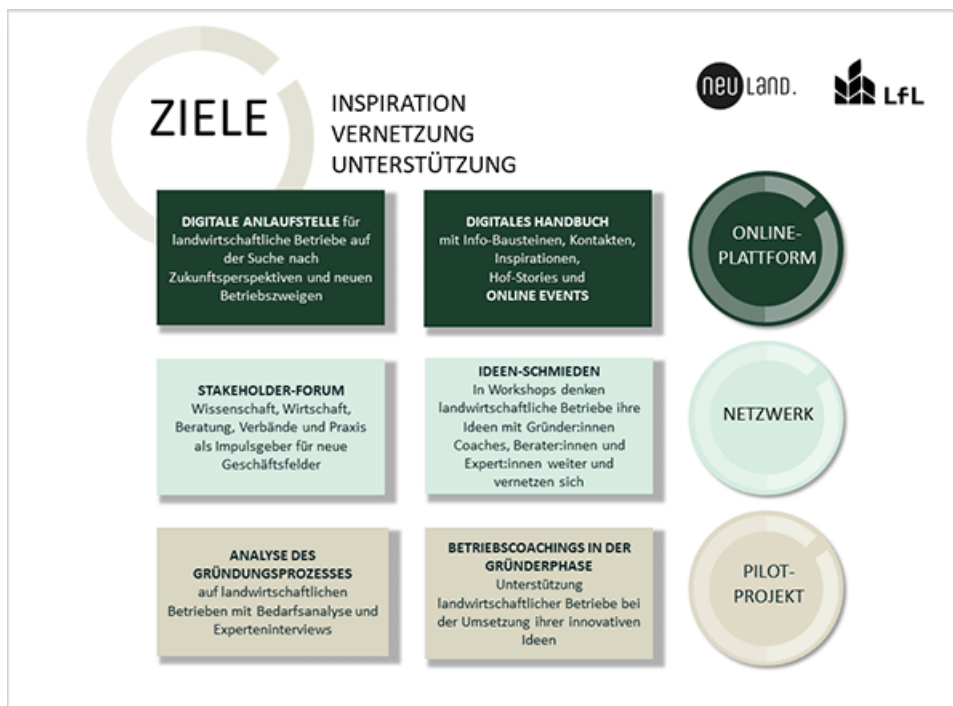 ZIELE
INSPIRATION
VERNETZUNG
UNTERSTÜTZUNG
neu LAND.
LfL
DIGITALE ANLAUFSTELLE für
landwirtschaftliche Betriebe auf
der Suche nach
Zukunftsperspektiven und neuen
Betriebszweigen
DIGITALES HANDBUCH
mit Info-Bausteinen, Kontakten,
Inspirationen,
Hof-Stories und
ONLINE EVENTS
ONLINE-
PLATTFORM
STAKEHOLDER-FORUM
Wissenschaft, Wirtschaft,
Beratung, Verbände und Praxis
als Impulsgeber für neue
Geschäftsfelder
IDEEN-SCHMIEDEN
In Workshops denken
landwirtschaftliche Betriebe ihre
Ideen mit Gründer:innen
Coaches, Berater:innen und
Expert:innen weiter und
vernetzen sich
NETZWERK
ANALYSE DES
GRÜNDUNGSPROZESSES
auf landwirtschaftlichen
Betrieben mit Bedarfsanalyse und
Experteninterviews
BETRIEBSCOACHINGS IN DER
GRÜNDERPHASE
Unterstützung
landwirtschaftlicher Betriebe bei
der Umsetzung ihrer innovativen
Ideen
PILOT-
PROJEKT